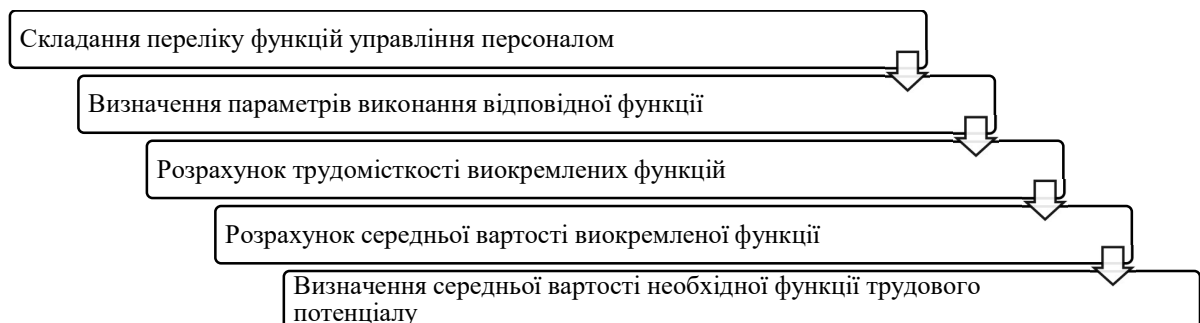 Складання переліку функцій управління персоналом
Визначення параметрів виконання відповідної функції
Розрахунок трудомісткості виокремлених функцій
Розрахунок середньої вартості виокремленої функції
Визначення середньої вартості необхідної функції трудового
потенціалу